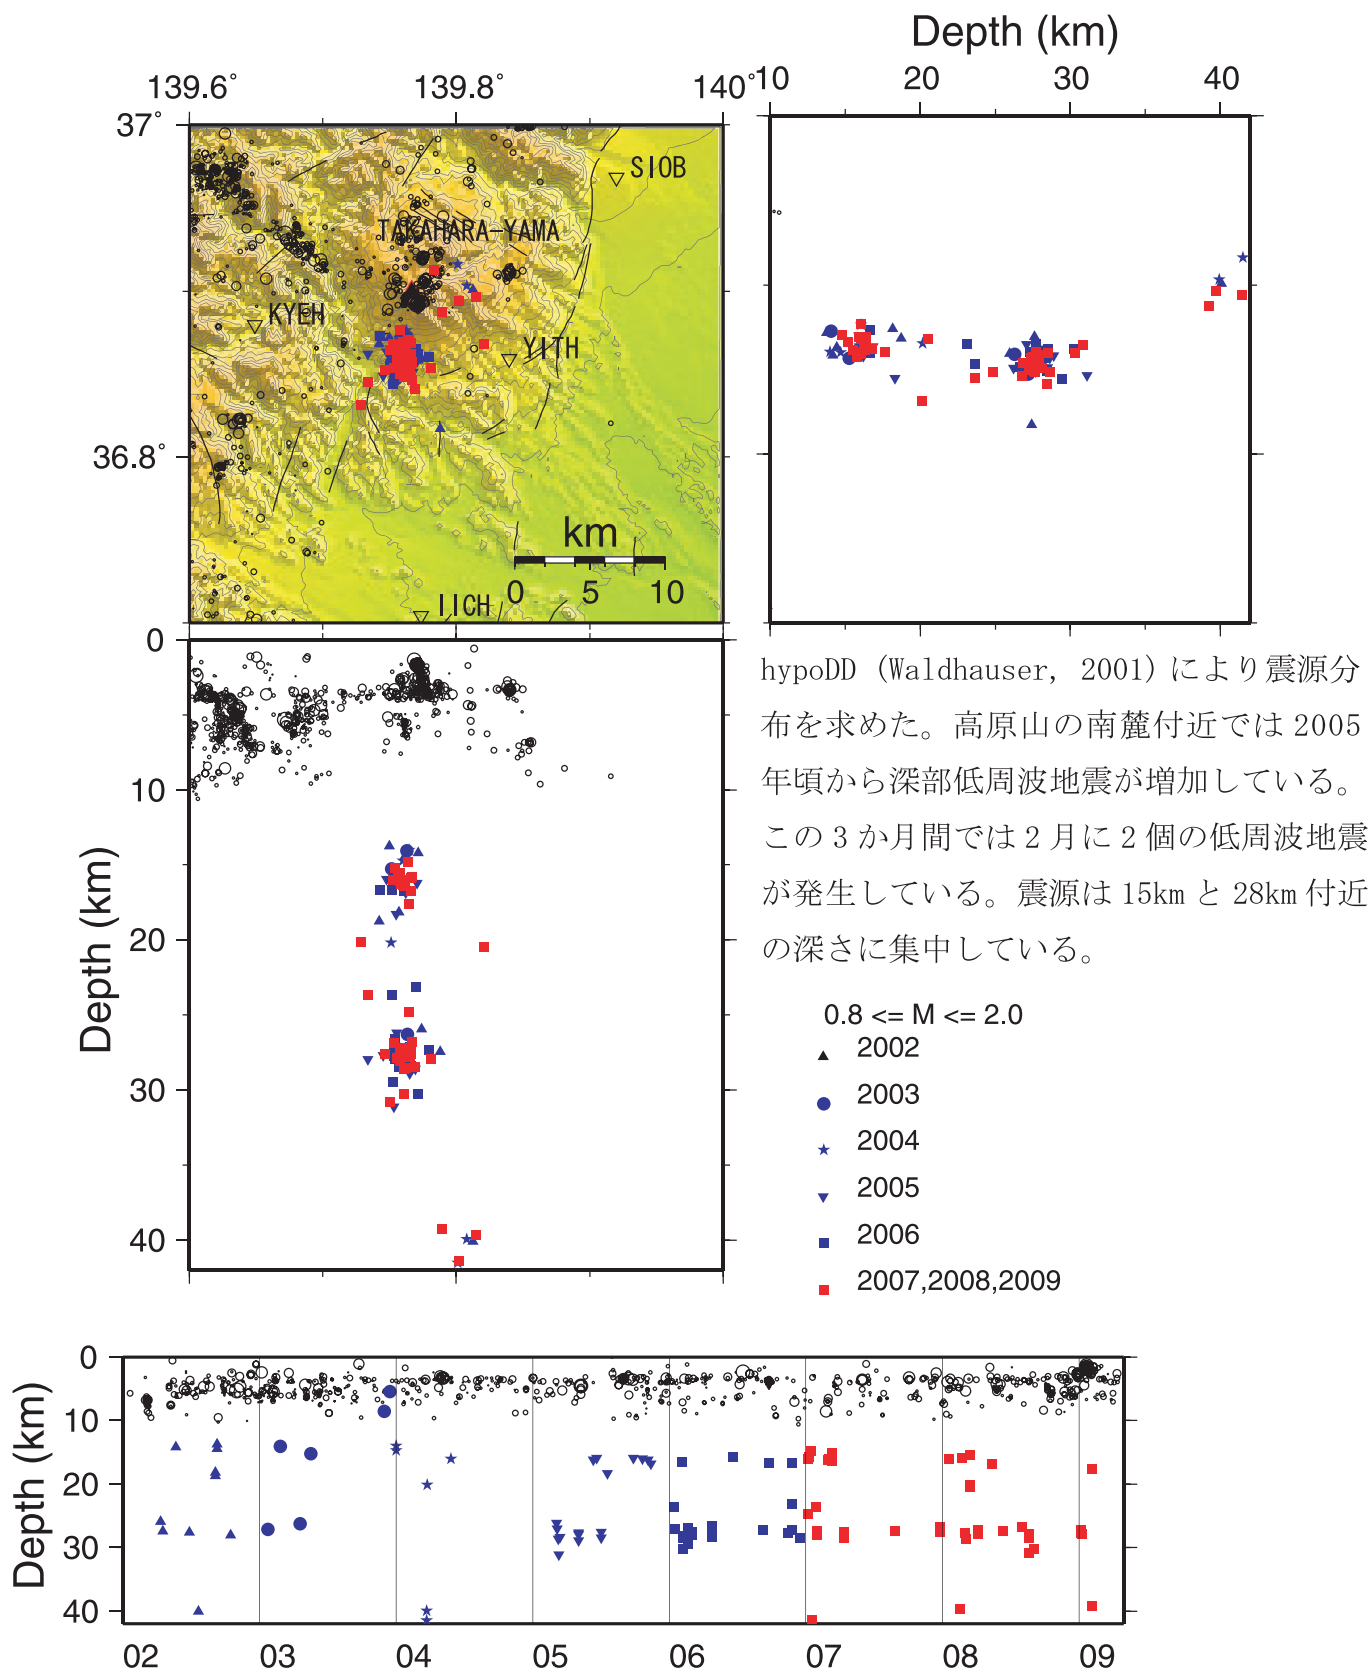 Depth (km)
139.6°
139.8°
140°
10
20
30
40
37°
SIOB
TAKAHARA-YAMA
KYEH
YITH
36.8°
km
0
5
10
IICH
0
10
20
30
40
Depth (km)
hypoDD (Waldhauser, 2001) により震源分
布を求めた。高原山の南麓付近では 2005
年頃から深部低周波地震が増加している。
この 3 か月間では 2 月に 2 個の低周波地震
が発生している。震源は 15km と 28km 付近
の深さに集中している。
0.8 <= M <= 2.0
2002
2003
2004
2005
2006
2007,2008,2009
Depth (km)
0
10
20
30
40
02
03
04
05
06
07
08
09